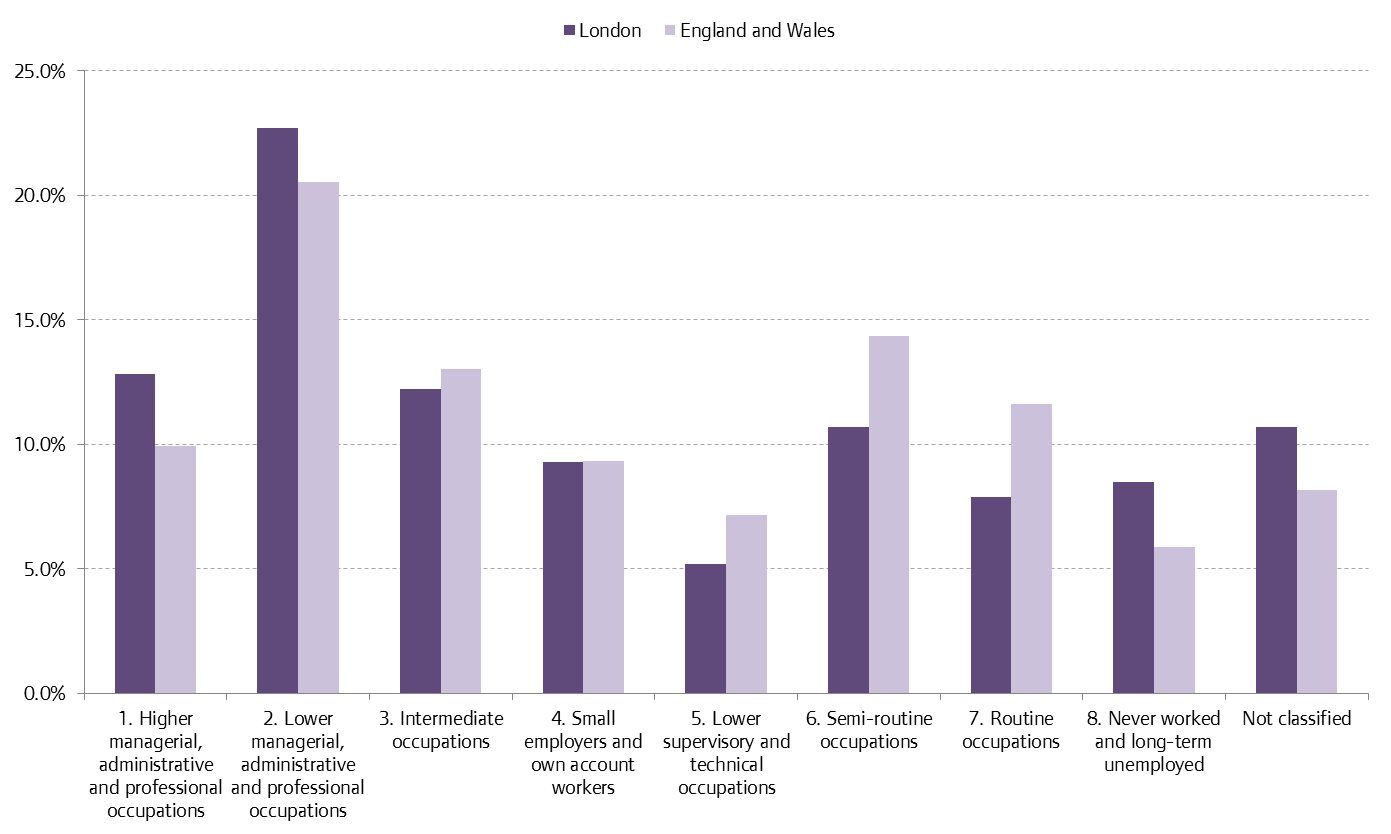 London England and Wales
25.0%
20.0%
15.0%
10.0%
5.0%
0.0%
1. Higher
managerial,
administrative
and professional
occupations
2. Lower
managerial,
administrative
and professional
occupations
3. Intermediate
occupations
4. Small
employers and
own account
workers
5. Lower
supervisory and
technical
occupations
6. Semi-routine
occupations
7. Routine
occupations
8. Never worked
and long-term
unemployed
Not classified